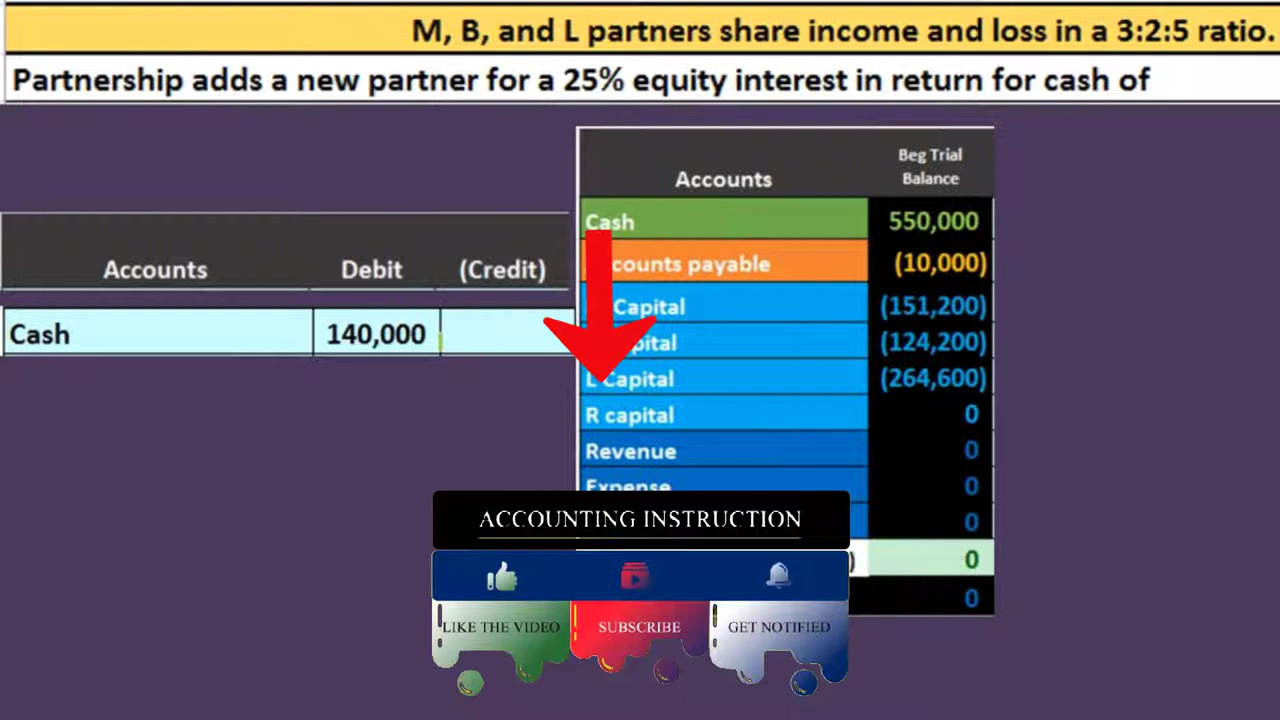 M, B, and L partners share income and loss in a 3:2:5 ratio.
Partnership adds a new partner for a 25% equity interest in return for cash of
Accounts Debit (Credit)
Cash 140,000
Accounts Beg Trial Balance
Cash 550,000
counts payable (10,000)
Capital (151,200)
pital (124,200)
L Capital (264,600)
R capital 0
Revenue 0
Expense 0
0
) 0
0
ACCOUNTING INSTRUCTION
LIKE THE VIDEO
SUBSCRIBE
GET NOTIFIED